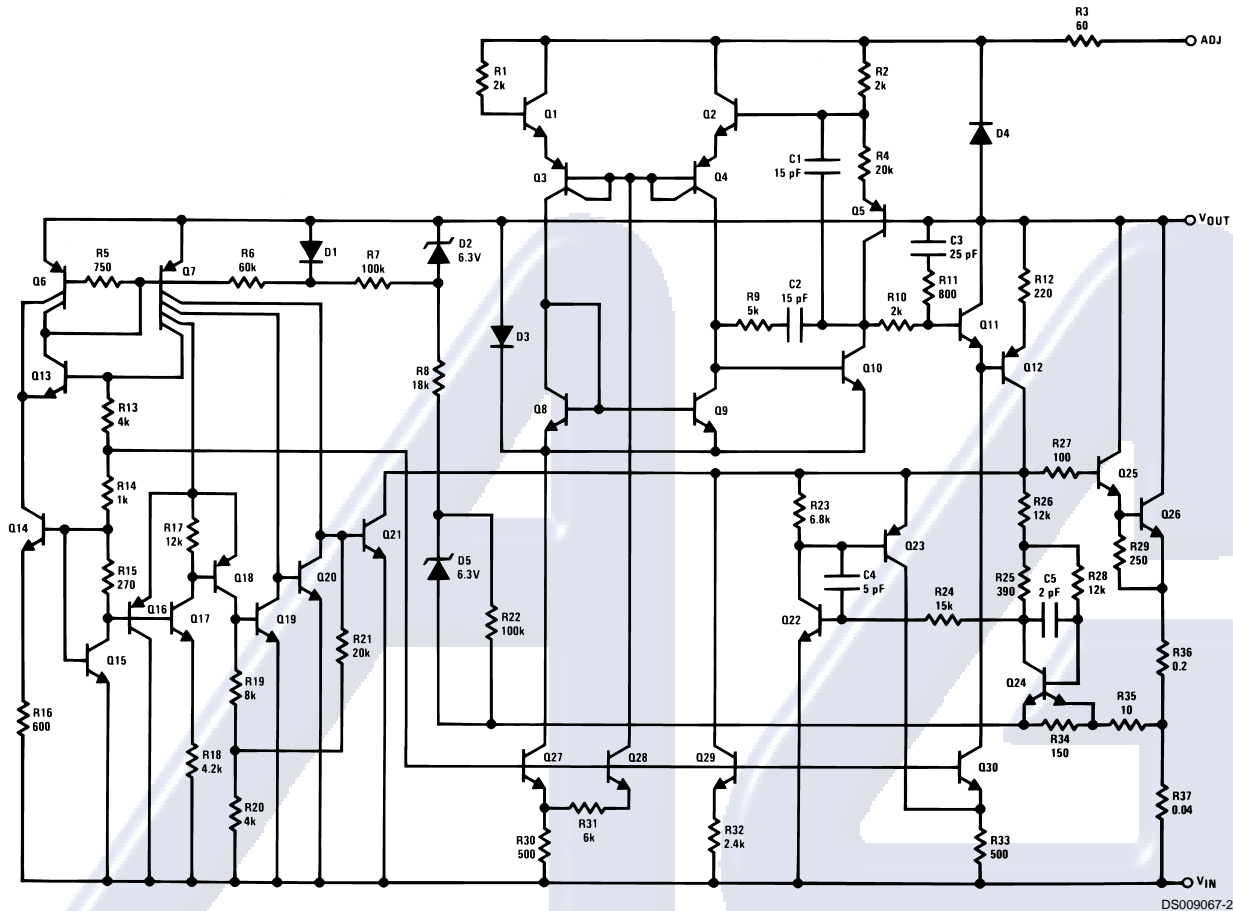 R3
60
ADJ
R1
2k
R2
2k
Q1
Q2
D4
C1
15 pF
R4
20k
Q3
Q4
Q5
VOUT
R5
750
Q6
Q7
R6
60k
D1
R7
100k
D2
6.3V
C3
25 pF
R11
800
R12
220
R9
5k
C2
15 pF
R10
2k
Q11
D3
Q13
R8
18k
Q10
Q12
R13
4k
Q8
Q9
R27
100
Q25
R14
1k
Q14
R17
12k
Q21
R23
6.8k
R26
12k
Q26
Q23
R29
250
R15
270
Q18
Q20
D5
6.3V
C4
5 pF
R25
390
C5
2 pF
R28
12k
Q16
Q17
Q19
R22
100k
Q22
R24
15k
R21
20k
Q15
R19
8k
Q24
R36
0.2
R16
600
R35
10
R34
150
R18
4.2k
Q27
Q28
Q29
Q30
R20
4k
R37
0.04
R31
6k
R30
500
R32
2.4k
R33
500
VIN
DS009067-2